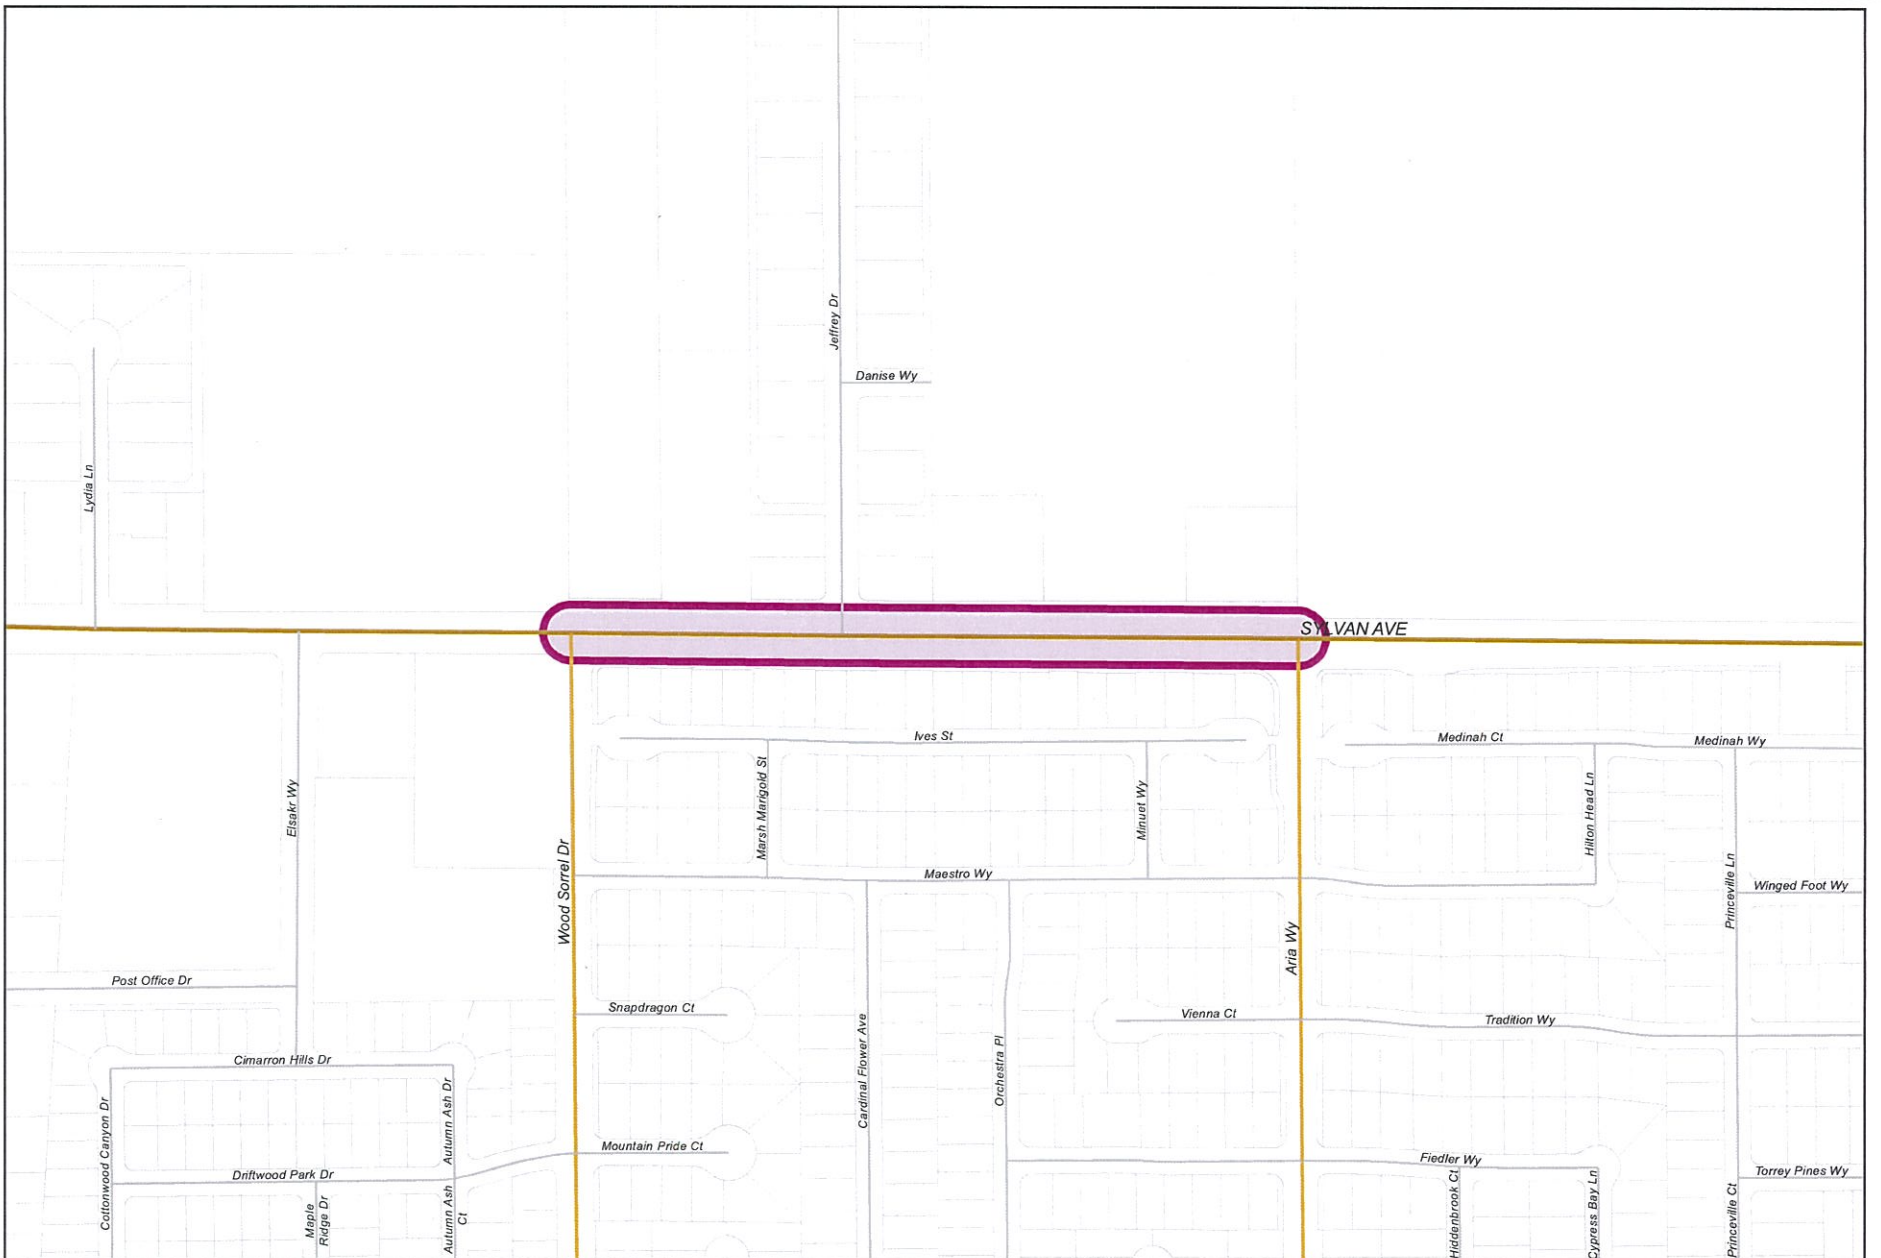 Jeffrey Dr
Danise Wy
Lydia Ln
SYLVAN AVE
Ives St
Medinah Ct
Medinah Wy
Elsakr Wy
Marsh Marigold St
Minuet Wy
Hilton Head Ln
Wood Sorrel Dr
Maestro Wy
Princeville Ln
Winged Foot Wy
Aria Wy
Post Office Dr
Snapdragon Ct
Vienna Ct
Tradition Wy
Cardinal Flower Ave
Orchestra Pl
Cimarron Hills Dr
Cottonwood Canyon Dr
Autumn Ash Dr
Mountain Pride Ct
Fiedler Wy
Driftwood Park Dr
Torrey Pines Wy
Maple
Ridge Dr
Autumn Ash
Ct
Hiddenbrook Ct
Cypress Bay Ln
Princeville Ct